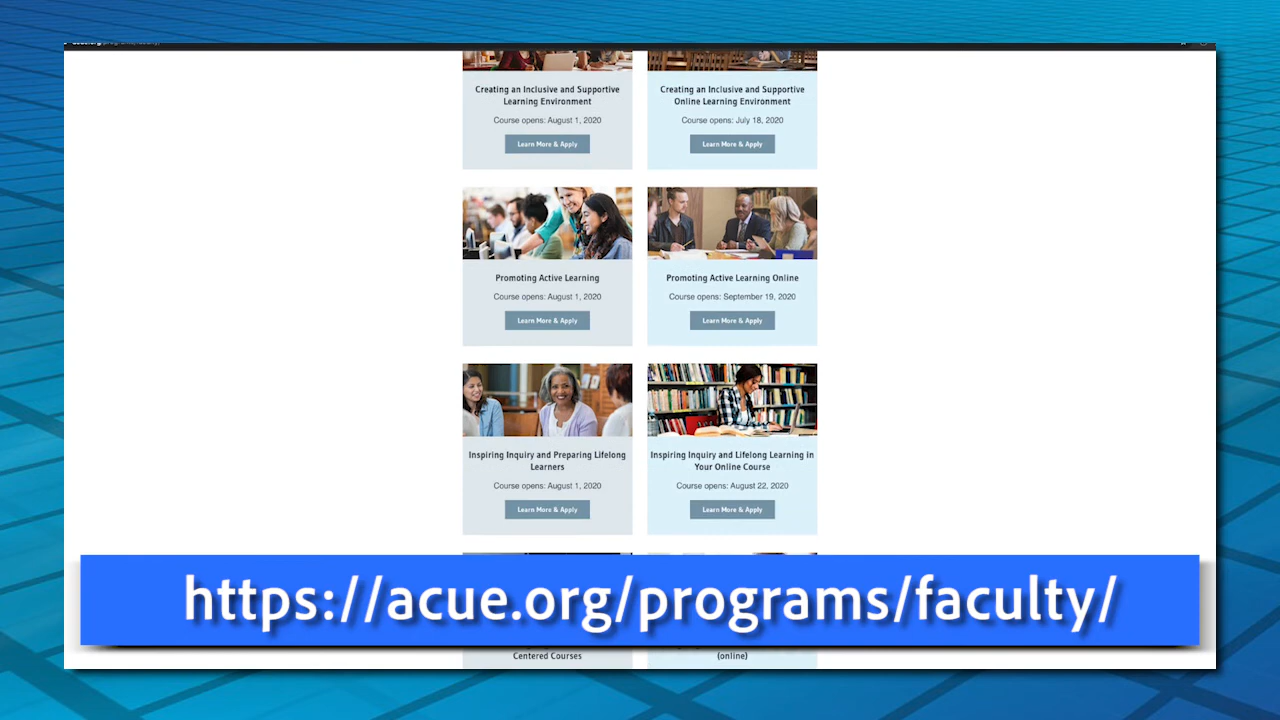 Creating an Inclusive and Supportive
Learning Environment
Course opens: August 1, 2020
Learn More & Apply
Creating an Inclusive and Supportive
Online Learning Environment
Course opens: July 18, 2020
Learn More & Apply
Promoting Active Learning
Course opens: August 1, 2020
Learn More & Apply
Promoting Active Learning Online
Course opens: September 19, 2020
Learn More & Apply
Inspiring Inquiry and Preparing Lifelong
Learners
Course opens: August 1, 2020
Learn More & Apply
Inspiring Inquiry and Lifelong Learning in
Your Online Course
Course opens: August 22, 2020
Learn More & Apply
https://acue.org/programs/faculty/
Centered Courses
(online)